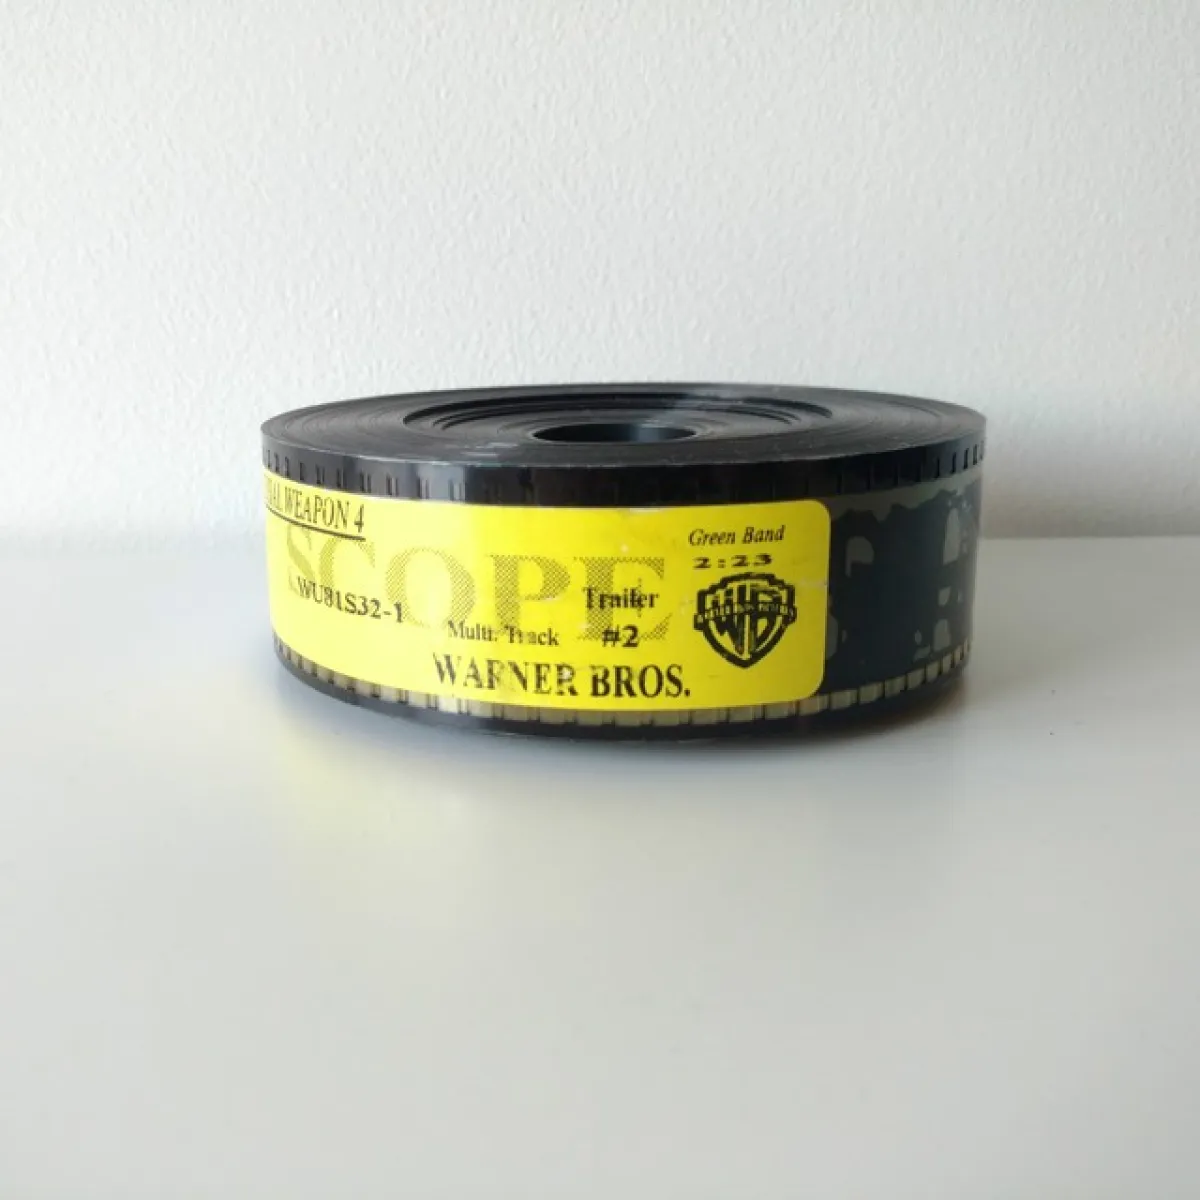 WEAPON 4
SCOPE
Green Band
2:23
WU81S32-1
Trailer
Multi. Track
#2
WARNER BROS.